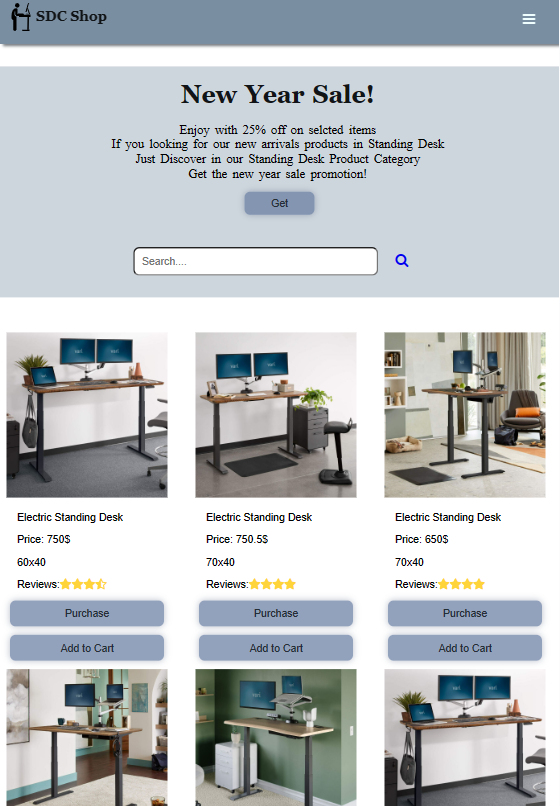 SDC Shop
New Year Sale!
Enjoy with 25% off on selcted items
If you looking for our new arrivals products in Standing Desk
Just Discover in our Standing Desk Product Category
Get the new year sale promotion!
Get
Search....
Electric Standing Desk
Price: 750$
60x40
Reviews:
Purchase
Add to Cart
Electric Standing Desk
Price: 750.5$
70x40
Reviews:
Purchase
Add to Cart
Electric Standing Desk
Price: 650$
70x40
Reviews:
Purchase
Add to Cart